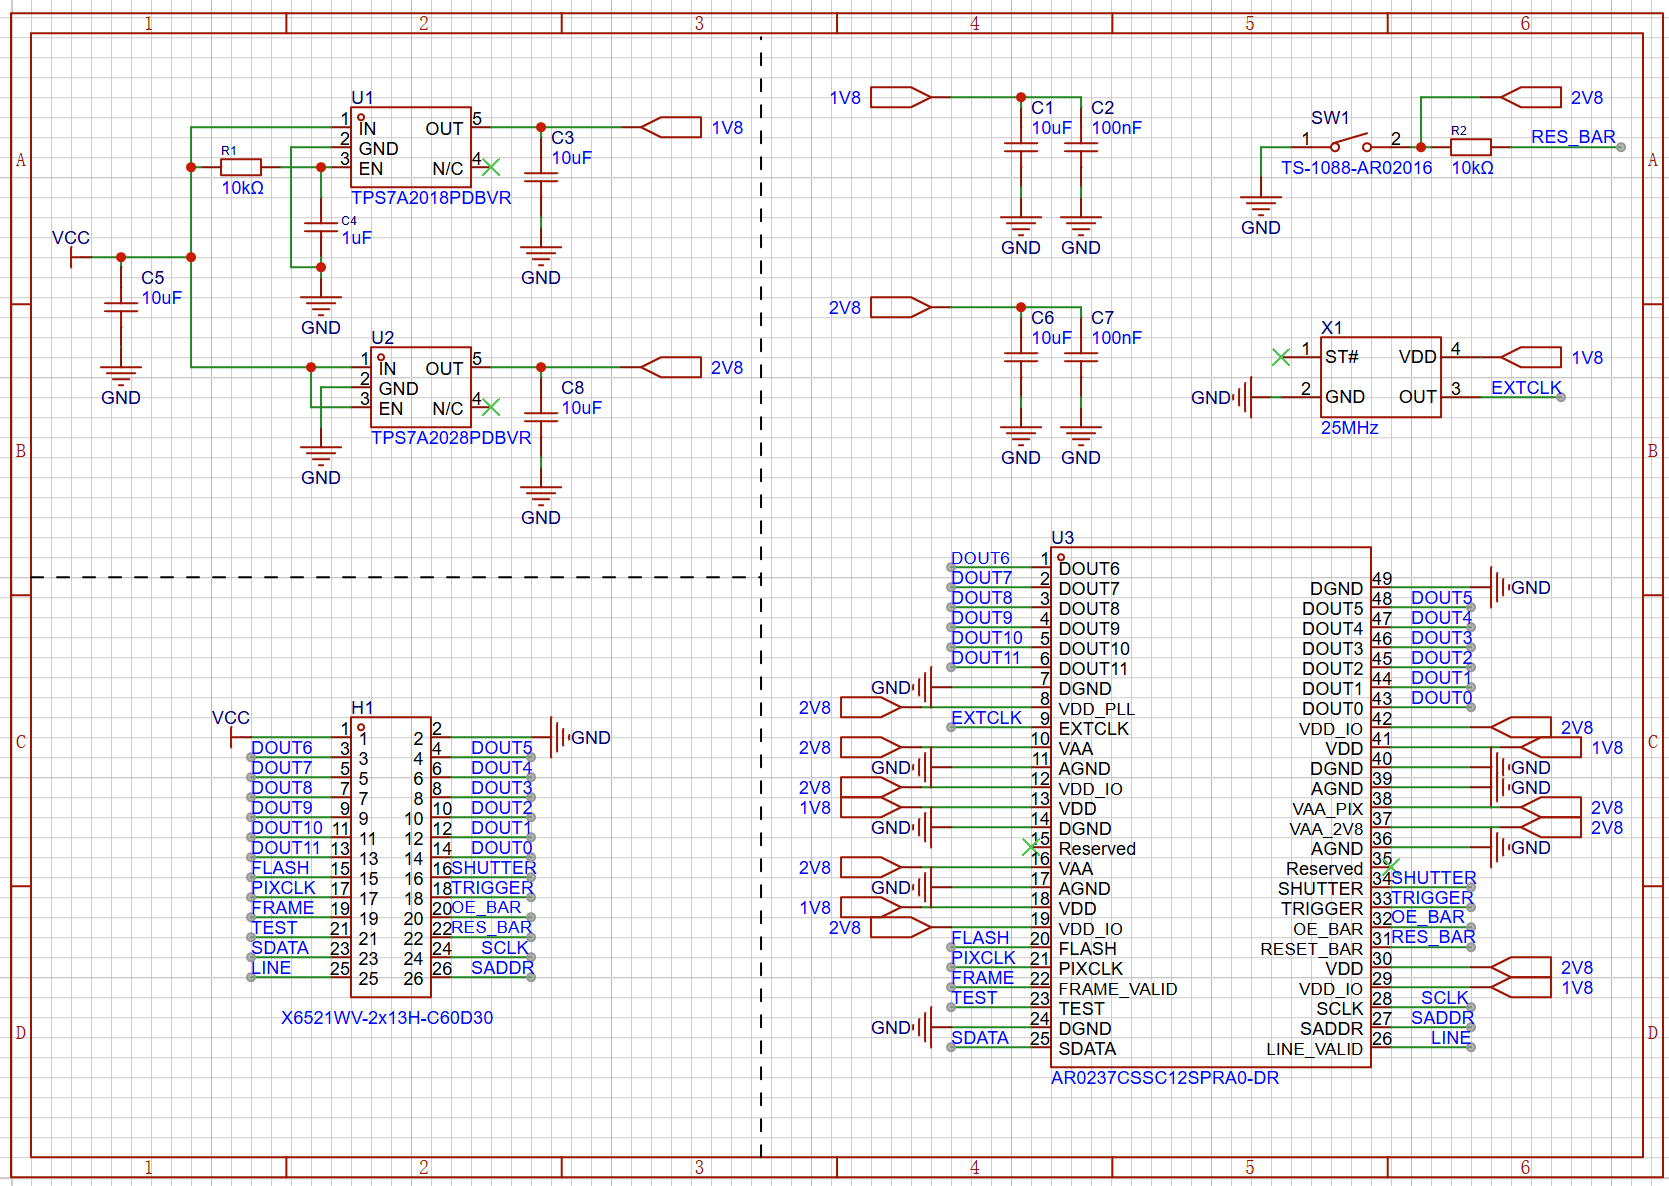 1 2 3 4 5 6
A
A
B
B
C
C
D
D
VCC
C5
10uF
GND
R1
10kΩ
U1
1 IN
2 GND
3 EN
OUT 5
N/C 4
TPS7A2018PDBVR
C4
1uF
GND
C3
10uF
GND
1V8
U2
1 IN
2 GND
3 EN
OUT 5
N/C 4
TPS7A2028PDBVR
GND
C8
10uF
GND
2V8
1V8
C1
10uF
C2
100nF
GND
GND
2V8
C6
10uF
C7
100nF
GND
GND
SW1
1
2
TS-1088-AR02016
GND
R2
10kΩ
2V8
RES_BAR
X1
1 ST#
2 GND
VDD 4
OUT 3
25MHz
GND
1V8
EXTCLK
H1
VCC 1 1 2 2 GND
DOUT6 3 3 4 4 DOUT5
DOUT7 5 5 6 6 DOUT4
DOUT8 7 7 8 8 DOUT3
DOUT9 9 9 10 10 DOUT2
DOUT10 11 11 12 12 DOUT1
DOUT11 13 13 14 14 DOUT0
FLASH 15 15 16 16 SHUTTER
PIXCLK 17 17 18 18 TRIGGER
FRAME 19 19 20 20 OE_BAR
TEST 21 21 22 22 RES_BAR
SDATA 23 23 24 24 SCLK
LINE 25 25 26 26 SADDR
X6521WV-2x13H-C60D30
U3
DOUT6 1 DOUT6
DOUT7 2 DOUT7
DOUT8 3 DOUT8
DOUT9 4 DOUT9
DOUT10 5 DOUT10
DOUT11 6 DOUT11
GND 7 DGND
2V8 8 VDD_PLL
EXTCLK 9 EXTCLK
2V8 10 VAA
GND 11 AGND
2V8 12 VDD_IO
1V8 13 VDD
GND 14 DGND
15 Reserved
2V8 16 VAA
GND 17 AGND
1V8 18 VDD
2V8 19 VDD_IO
FLASH 20 FLASH
PIXCLK 21 PIXCLK
FRAME 22 FRAME_VALID
TEST 23 TEST
GND 24 DGND
SDATA 25 SDATA
DGND 49 GND
DOUT5 48 DOUT5
DOUT4 47 DOUT4
DOUT3 46 DOUT3
DOUT2 45 DOUT2
DOUT1 44 DOUT1
DOUT0 43 DOUT0
VDD_IO 42 2V8
VDD 41 1V8
DGND 40 GND
AGND 39 GND
VAA_PIX 38 2V8
VAA_2V8 37 2V8
AGND 36 GND
Reserved 35
SHUTTER 34 SHUTTER
TRIGGER 33 TRIGGER
OE_BAR 32 OE_BAR
RESET_BAR 31 RES_BAR
VDD 30 2V8
VDD_IO 29 1V8
SCLK 28 SCLK
SADDR 27 SADDR
LINE_VALID 26 LINE
AR0237CSSC12SPRA0-DR
1 2 3 4 5 6